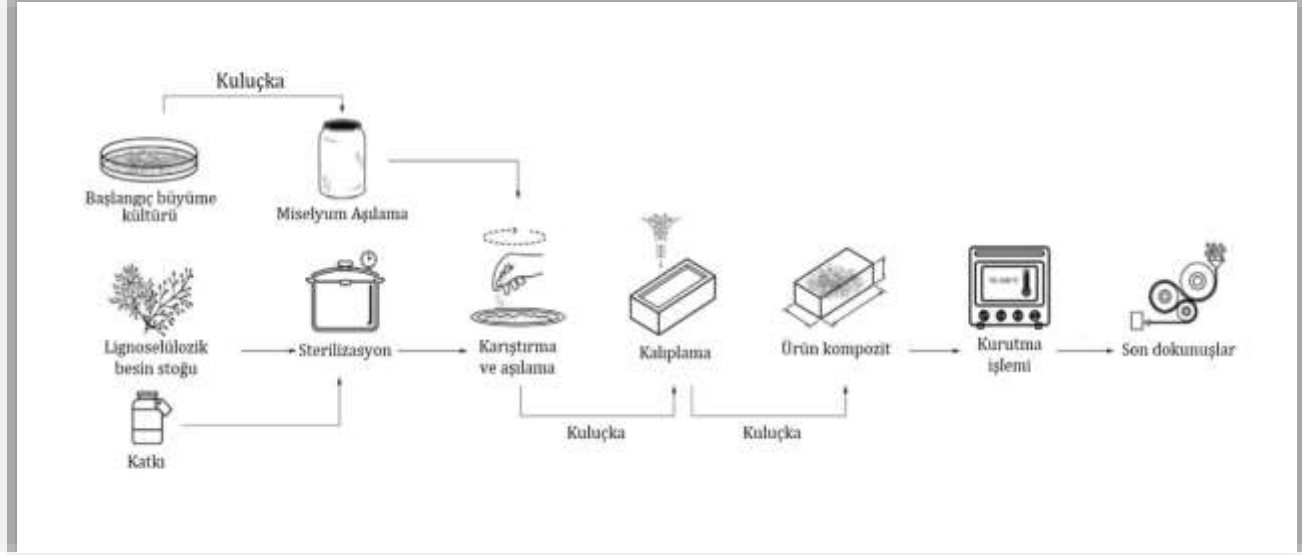 Kuluçka
Başlangıç büyüme
kültürü
Miselyum Aşılama
Lignoselülozik
besin stoğu
Sterilizasyon
Karıştırma
ve aşılama
Kalıplama
Ürün kompozit
Kurutma
işlemi
Son dokunuşlar
Katkı
Kuluçka
Kuluçka